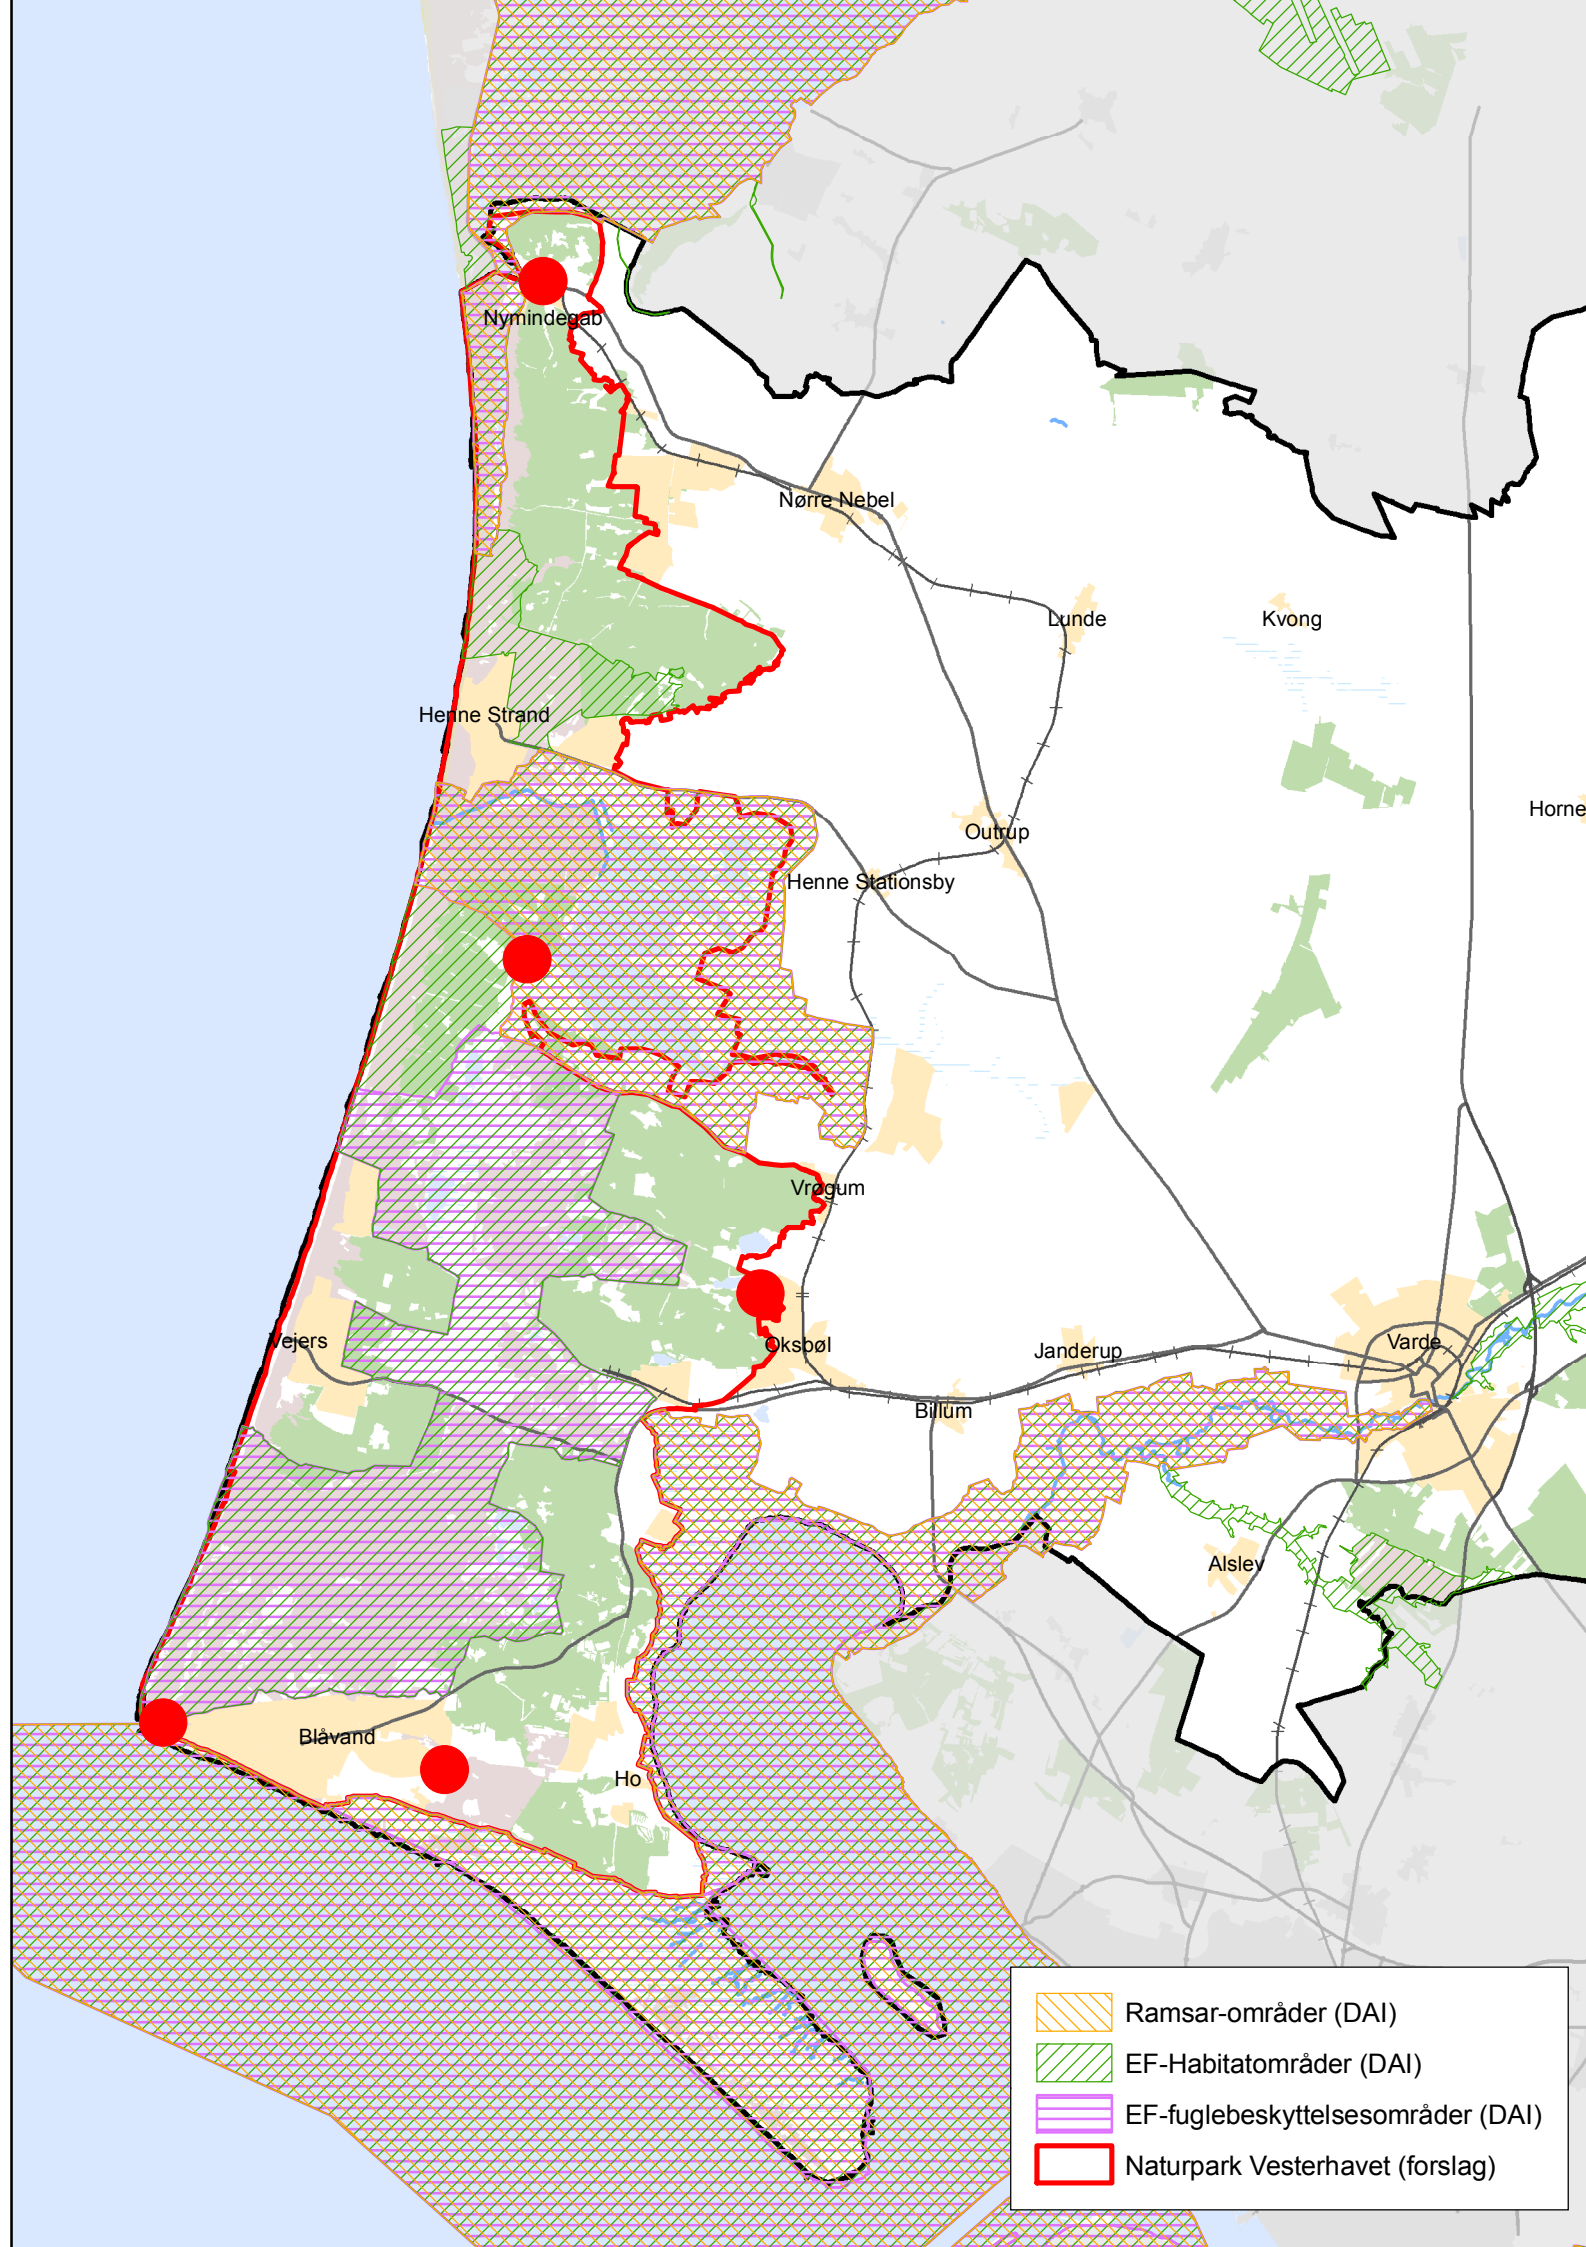 Nymindegab
Nørre Nebel
Lunde
Kvong
Henne Strand
Horne
Outrup
Henne Stationsby
Vrøgum
Vejers
Oksbøl
Janderup
Varde
Billum
Alslev
Blåvand
Ho
Ramsar-områder (DAI)
EF-Habitatområder (DAI)
EF-fuglebeskyttelsesområder (DAI)
Naturpark Vesterhavet (forslag)